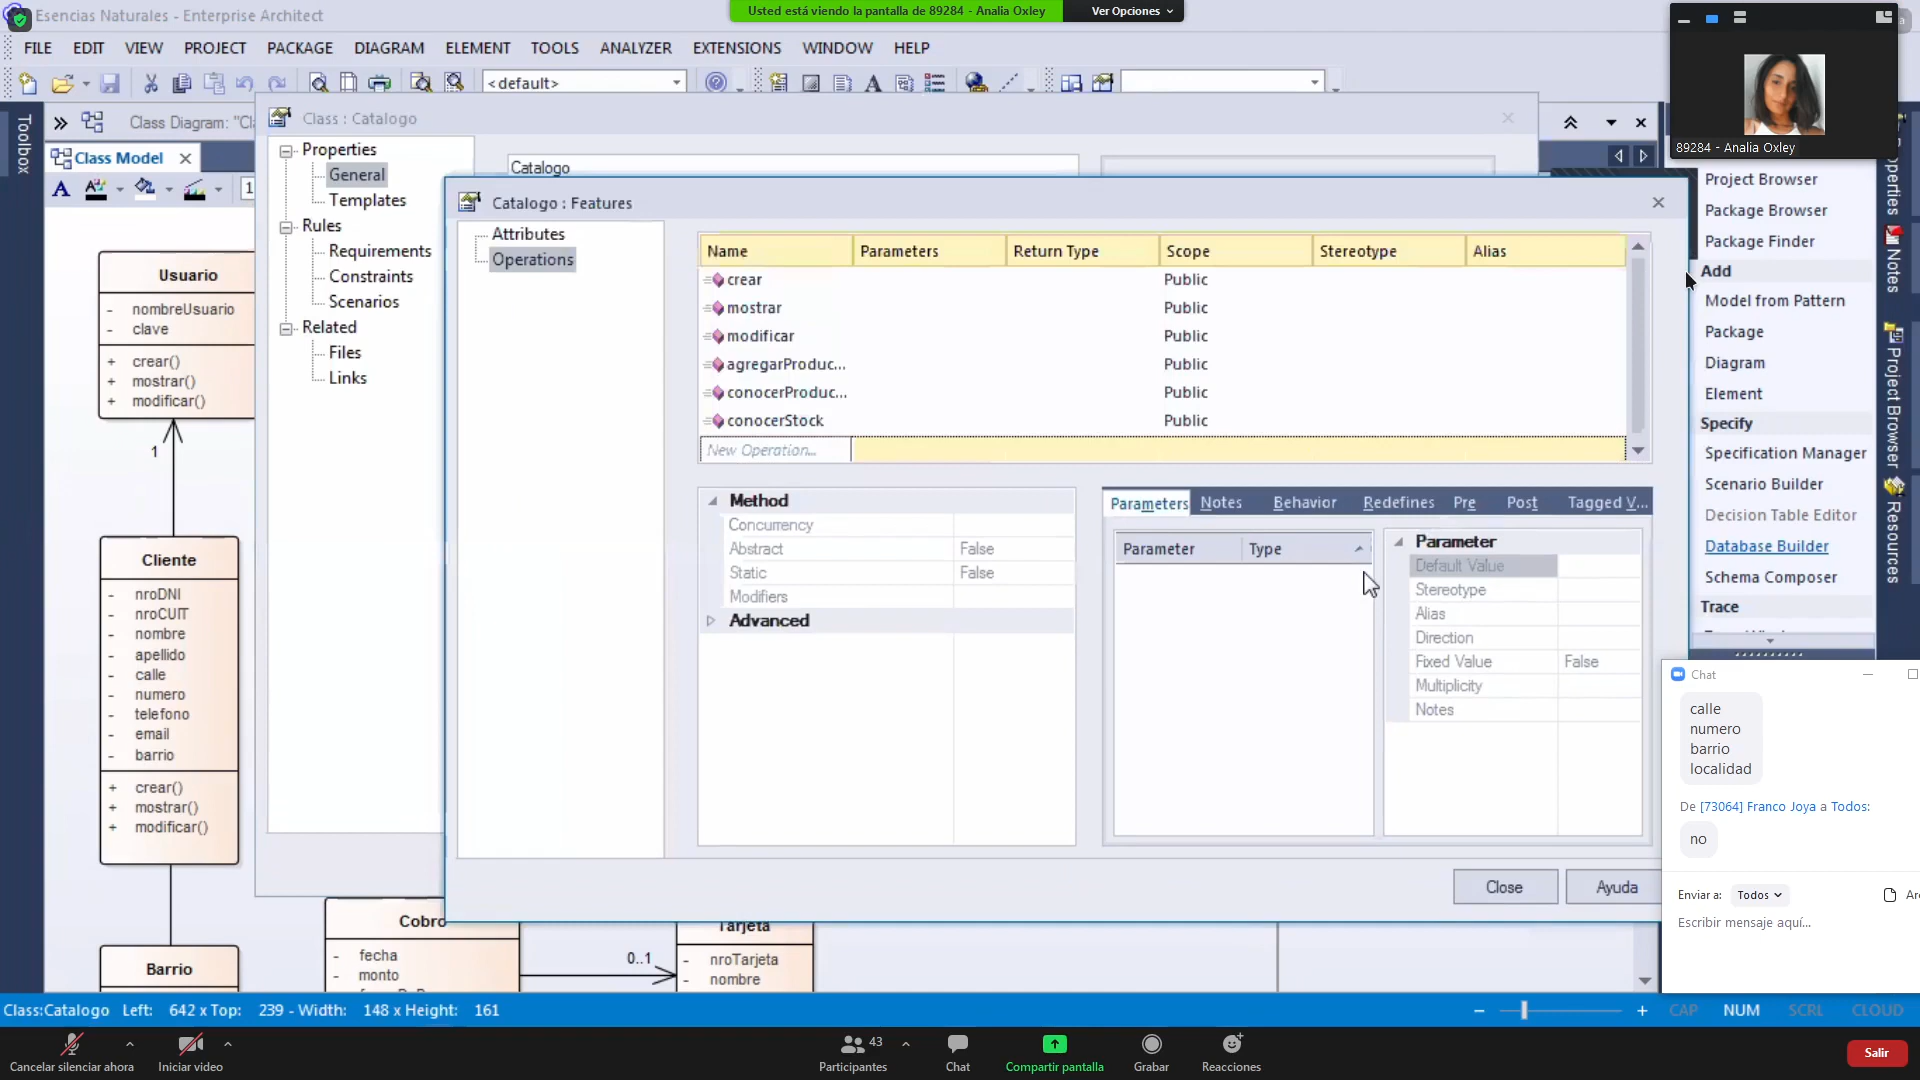 Esencias Naturales - Enterprise Architect
Usted está viendo la pantalla de 89284 - Analia Oxley
Ver Opciones
FILE EDIT VIEW PROJECT PACKAGE DIAGRAM ELEMENT TOOLS ANALYZER EXTENSIONS WINDOW HELP
<default>
89284 - Analia Oxley
Toolbox
Class Diagram: "Cl
Class Model
Class : Catalogo
Properties
General
Templates
Rules
Requirements
Constraints
Scenarios
Related
Files
Links
Catalogo
Catalogo : Features
Attributes
Operations
Name Parameters Return Type Scope Stereotype Alias
crear Public
mostrar Public
modificar Public
agregarProduc... Public
conocerProduc... Public
conocerStock Public
New Operation...
Method
Concurrency
Abstract False
Static False
Modifiers
Advanced
Parameters Notes Behavior Redefines Pre Post Tagged V...
Parameter Type
Parameter
Default Value
Stereotype
Alias
Direction
Fixed Value False
Multiplicity
Notes
Close
Ayuda
Usuario
- nombreUsuario
- clave
+ crear()
+ mostrar()
+ modificar()
1
Cliente
- nroDNI
- nroCUIT
- nombre
- apellido
- calle
- numero
- telefono
- email
- barrio
+ crear()
+ mostrar()
+ modificar()
Barrio
Cobro
- fecha
- monto
0..1
Tarjeta
- nroTarjeta
- nombre
Project Browser
Package Browser
Package Finder
Add
Model from Pattern
Package
Diagram
Element
Specify
Specification Manager
Scenario Builder
Decision Table Editor
Database Builder
Schema Composer
Trace
Notes
Project Browser
Resources
Chat
calle
numero
barrio
localidad
De [73064] Franco Joya a Todos:
no
Enviar a: Todos
Escribir mensaje aquí...
Class:Catalogo Left: 642 x Top: 239 - Width: 148 x Height: 161
CAP NUM SCRL CLOUD
Cancelar silenciar ahora
Iniciar video
Participantes
43
Chat
Compartir pantalla
Grabar
Reacciones
Salir